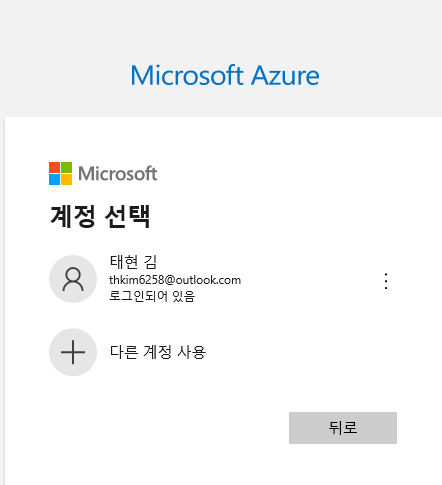 Microsoft Azure
Microsoft
계정 선택
태현 김
thkim6258@outlook.com
로그인되어 있음
다른 계정 사용
뒤로